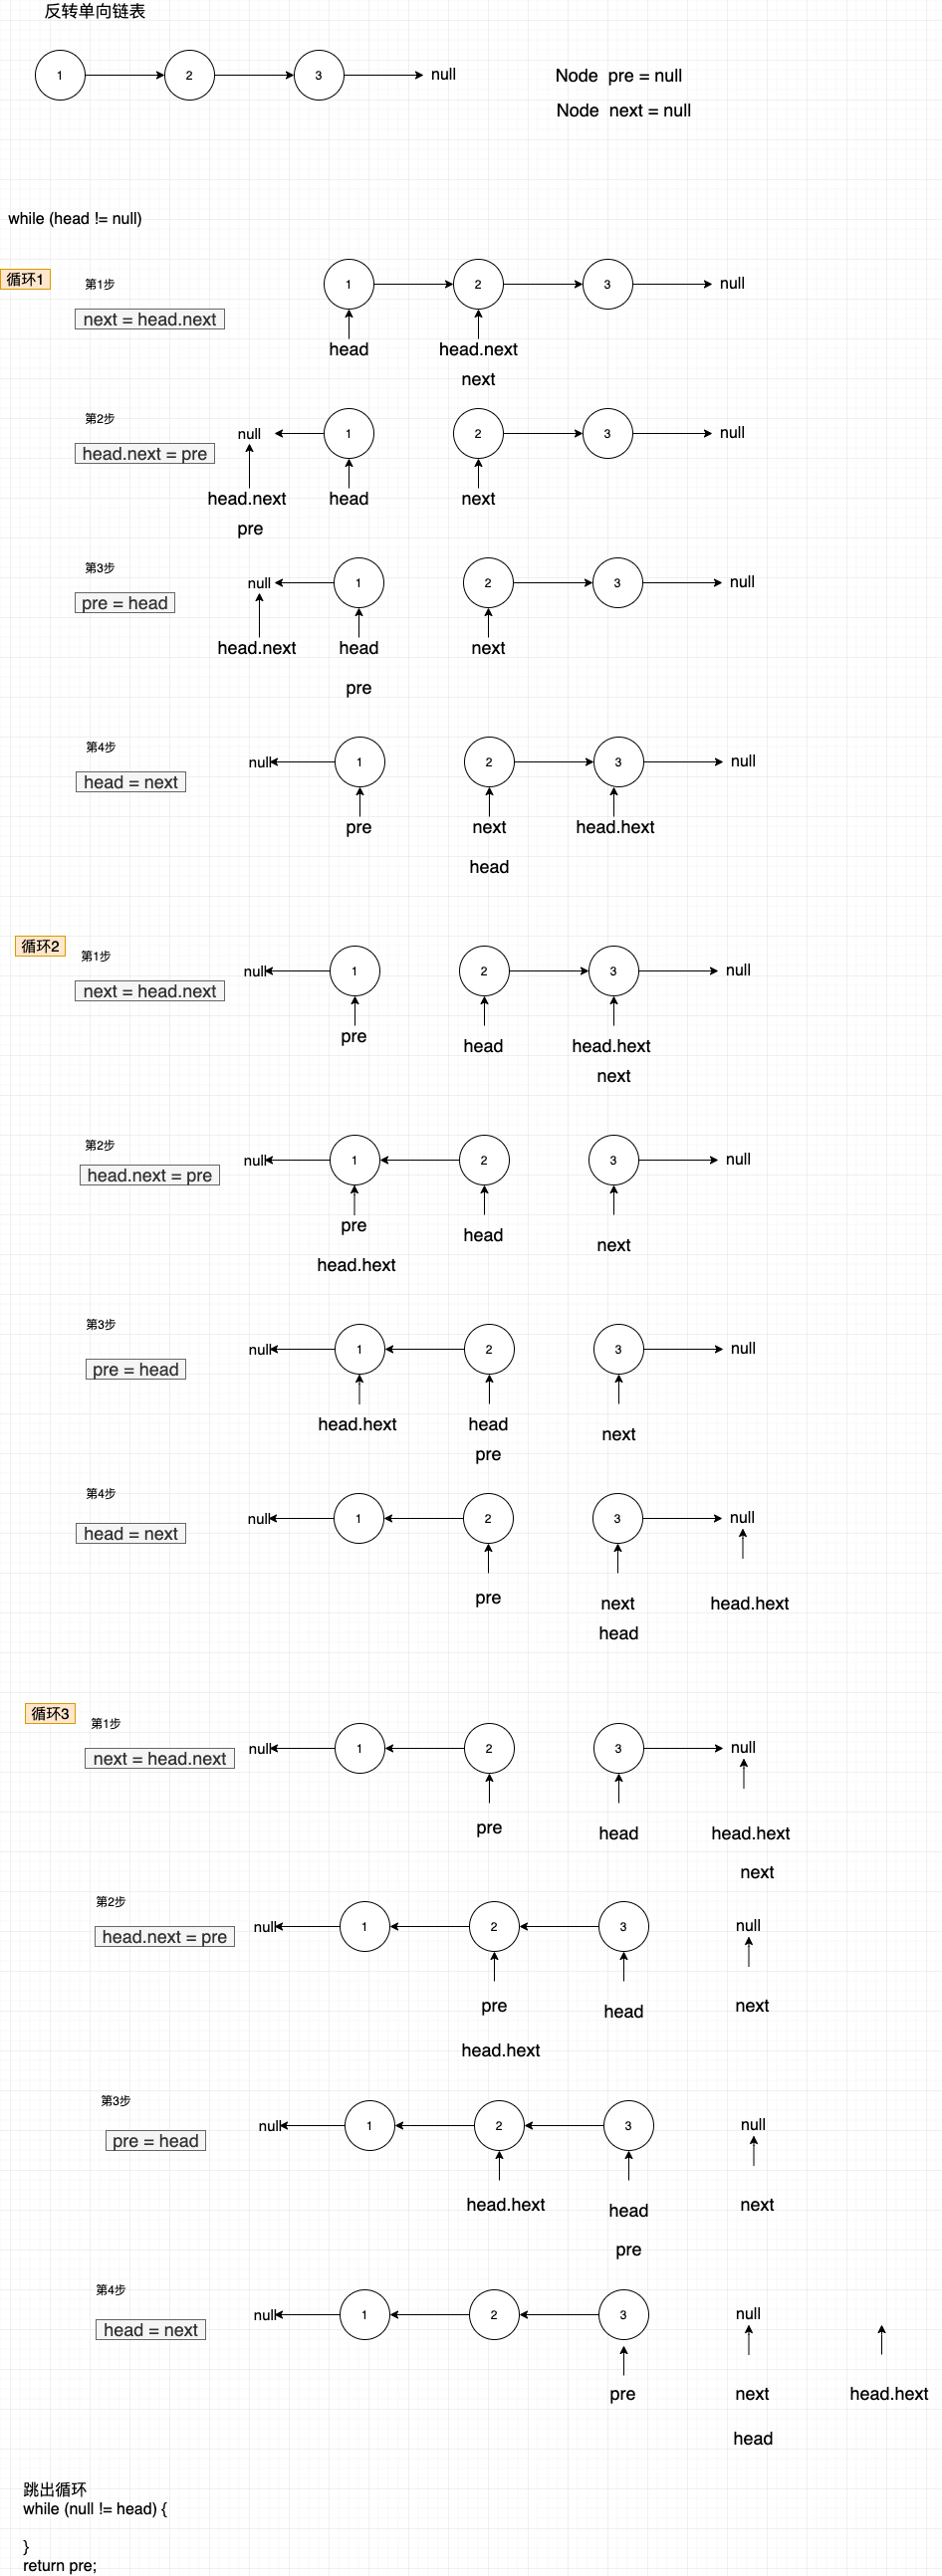 反转单向链表
1 2 3 null
Node pre = null
Node next = null
while (head != null)
循环1
第1步
1 2 3 null
next = head.next
head head.next
next
第2步
null 1 2 3 null
head.next = pre
head.next head next
pre
第3步
null 1 2 3 null
pre = head
head.next head next
pre
第4步
null 1 2 3 null
head = next
pre next head.hext
head
循环2
第1步
null 1 2 3 null
next = head.next
pre head head.hext
next
第2步
null 1 2 3 null
head.next = pre
pre head next
head.hext
第3步
null 1 2 3 null
pre = head
head.hext head next
pre
第4步
null 1 2 3 null
head = next
pre next head.hext
head
循环3
第1步
null 1 2 3 null
next = head.next
pre head head.hext
next
第2步
null 1 2 3 null
head.next = pre
pre head next
head.hext
第3步
null 1 2 3 null
pre = head
head.hext head next
pre
第4步
null 1 2 3 null
head = next
pre next head.hext
head
跳出循环
while (null != head) {
}
return pre;